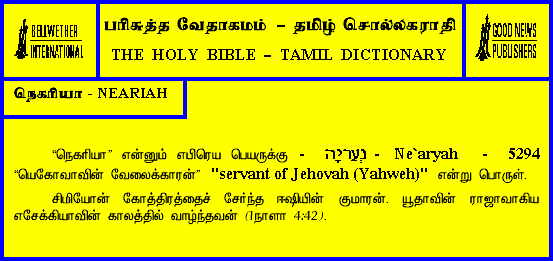 BELLWETHER
INTERNATIONAL
பரிசுத்த வேதாகமம் – தமிழ் சொல்லகராதி
THE HOLY BIBLE – TAMIL DICTIONARY
GOOD NEWS
PUBLISHERS
நெகரியா - NEARIAH
“நெகரியா” என்னும் எபிரெய பெயருக்கு - נְעַרְיָה - Ne`aryah - 5294
“யெகோவாவின் வேலைக்காரன்” "servant of Jehovah (Yahweh)" என்று பொருள்.
சிமியோன் கோத்திரத்தைச் சேர்ந்த ஈஷியின் குமாரன். யூதாவின் ராஜாவாகிய
எசேக்கியாவின் காலத்தில் வாழ்ந்தவன் (1நாளா 4:42).